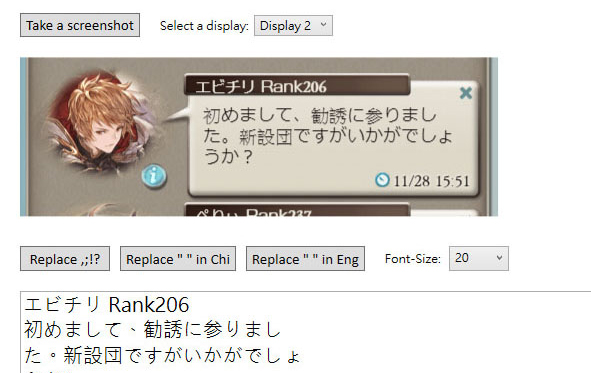 Take a screenshot Select a display: Display 2
エビチリ Rank206
初めまして、勧誘に参りまし
た。新設団ですがいかがでしょ
うか？
11/28 15:51
ぺりぃ Rank237
Replace ,;!? Replace " " in Chi Replace " " in Eng Font-Size: 20
エビチリ Rank206
初めまして、勧誘に参りまし
た。新設団ですがいかがでしょ